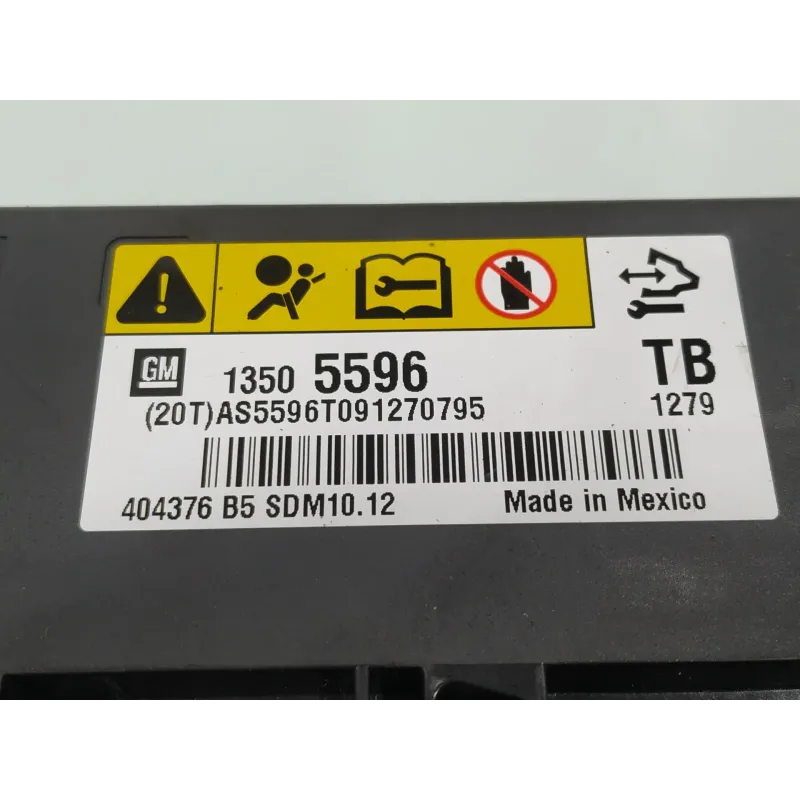 GM 1350 5596 TB
(20T)AS5596T091270795 1279
404376 B5 SDM10.12 Made in Mexico